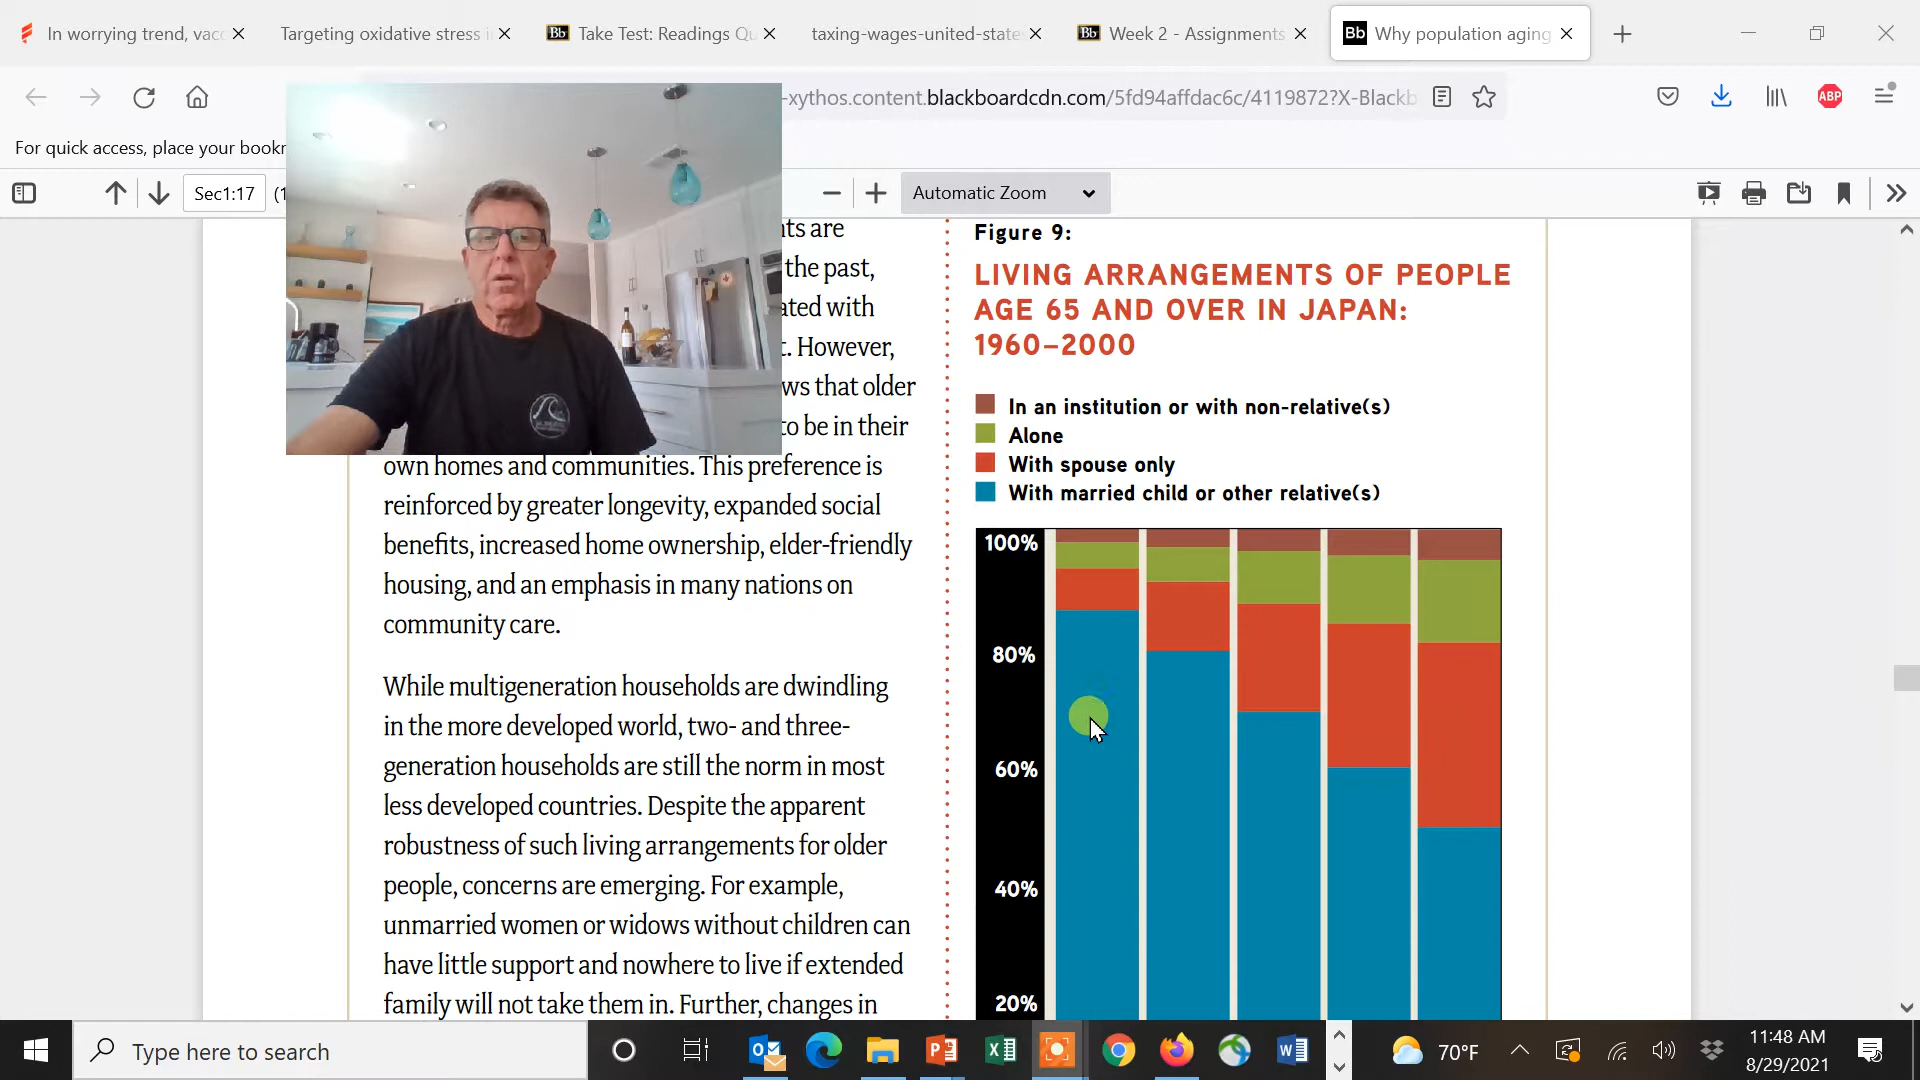 In worrying trend, vacc
Targeting oxidative stress i
Bb Take Test: Readings Qu
taxing-wages-united-state
Bb Week 2 - Assignments
Bb Why population aging
-xythos.content.blackboardcdn.com/5fd94affdac6c/4119872?X-Blackb
ABP
For quick access, place your bookr
Sec1:17
(1
Automatic Zoom
nts are
the past,
ated with
t. However,
ws that older
to be in their
own homes and communities. This preference is
reinforced by greater longevity, expanded social
benefits, increased home ownership, elder-friendly
housing, and an emphasis in many nations on
community care.
While multigeneration households are dwindling
in the more developed world, two- and three-
generation households are still the norm in most
less developed countries. Despite the apparent
robustness of such living arrangements for older
people, concerns are emerging. For example,
unmarried women or widows without children can
have little support and nowhere to live if extended
family will not take them in. Further, changes in
Figure 9:
LIVING ARRANGEMENTS OF PEOPLE
AGE 65 AND OVER IN JAPAN:
1960–2000
In an institution or with non-relative(s)
Alone
With spouse only
With married child or other relative(s)
100%
80%
60%
40%
20%
Type here to search
70°F
11:48 AM
8/29/2021